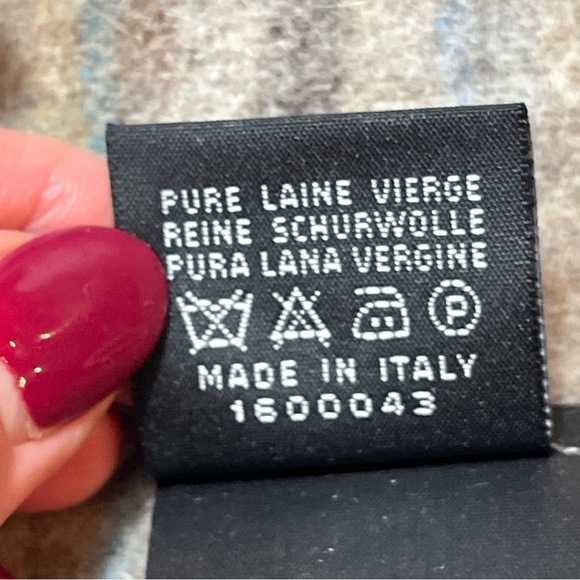 PURE LAINE VIERGE
REINE SCHURWOLLE
PURA LANA VERGINE
P
MADE IN ITALY
1600043